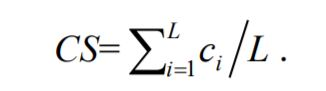 CS=∑_{i=1}^{L} c_i / L .